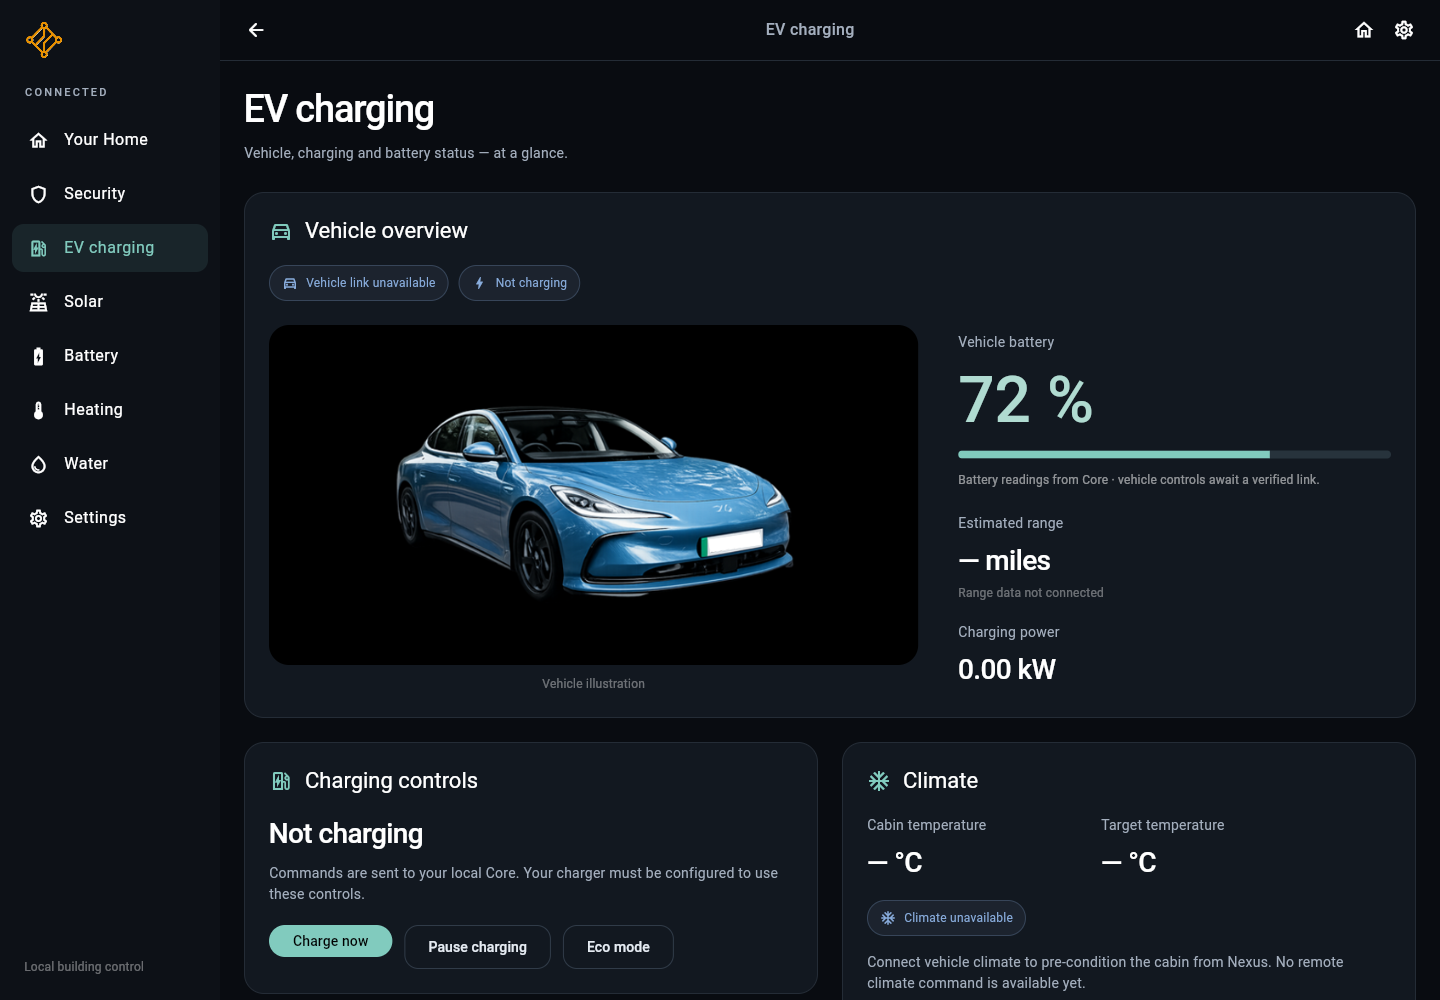 EV charging
CONNECTED
Your Home
Security
EV charging
Solar
Battery
Heating
Water
Settings
Local building control
EV charging
Vehicle, charging and battery status — at a glance.
Vehicle overview
Vehicle link unavailable
Not charging
Vehicle illustration
Vehicle battery
72 %
Battery readings from Core · vehicle controls await a verified link.
Estimated range
— miles
Range data not connected
Charging power
0.00 kW
Charging controls
Not charging
Commands are sent to your local Core. Your charger must be configured to use
these controls.
Charge now
Pause charging
Eco mode
Climate
Cabin temperature
— °C
Target temperature
— °C
Climate unavailable
Connect vehicle climate to pre-condition the cabin from Nexus. No remote
climate command is available yet.